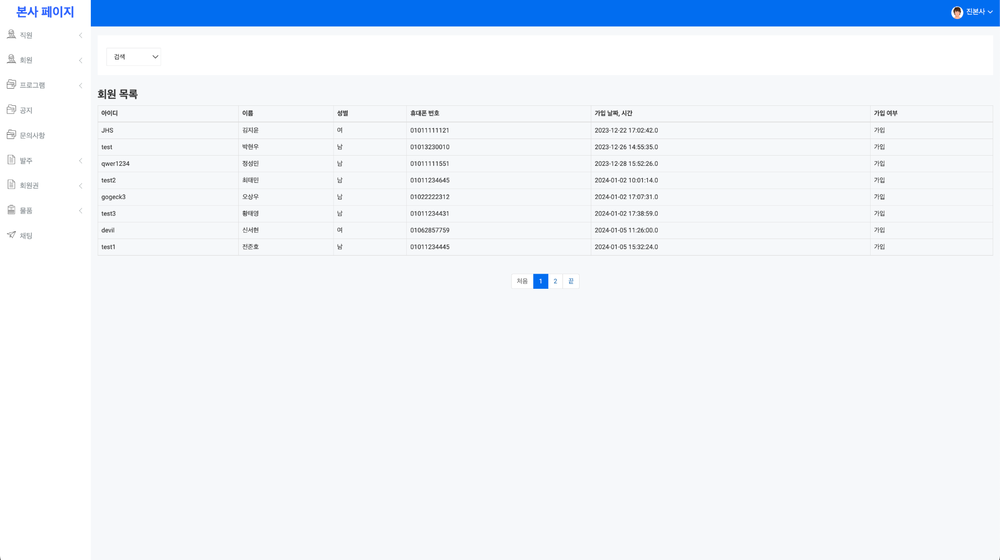 본사 페이지
진본사
직원
회원
프로그램
공지
문의사항
발주
회원권
물품
채팅
검색
회원 목록
아이디 이름 성별 휴대폰 번호 가입 날짜, 시간 가입 여부
JHS 김지윤 여 01011111121 2023-12-22 17:02:42.0 가입
test 박현우 남 01013230010 2023-12-26 14:55:35.0 가입
qwer1234 정성민 남 01011111551 2023-12-28 15:52:26.0 가입
test2 최태민 남 01011234645 2024-01-02 10:01:14.0 가입
gogeck3 오상우 남 01022222312 2024-01-02 17:07:31.0 가입
test3 황태영 남 01011234431 2024-01-02 17:38:59.0 가입
devil 신서현 여 01062857759 2024-01-05 11:26:00.0 가입
test1 전준호 남 01011234445 2024-01-05 15:32:24.0 가입
처음 1 2 끝